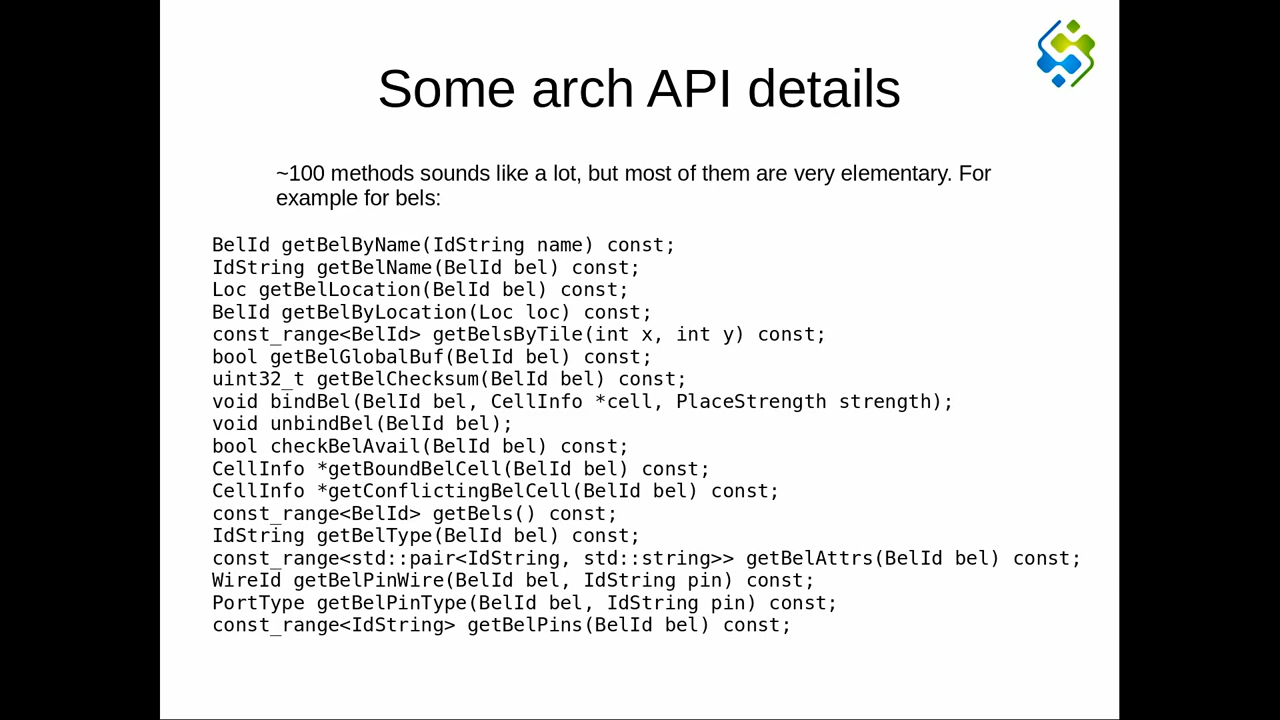 Some arch API details
~100 methods sounds like a lot, but most of them are very elementary. For
example for bels:
BelId getBelByName(IdString name) const;
IdString getBelName(BelId bel) const;
Loc getBelLocation(BelId bel) const;
BelId getBelByLocation(Loc loc) const;
const_range<BelId> getBelsByTile(int x, int y) const;
bool getBelGlobalBuf(BelId bel) const;
uint32_t getBelChecksum(BelId bel) const;
void bindBel(BelId bel, CellInfo *cell, PlaceStrength strength);
void unbindBel(BelId bel);
bool checkBelAvail(BelId bel) const;
CellInfo *getBoundBelCell(BelId bel) const;
CellInfo *getConflictingBelCell(BelId bel) const;
const_range<BelId> getBels() const;
IdString getBelType(BelId bel) const;
const_range<std::pair<IdString, std::string>> getBelAttrs(BelId bel) const;
WireId getBelPinWire(BelId bel, IdString pin) const;
PortType getBelPinType(BelId bel, IdString pin) const;
const_range<IdString> getBelPins(BelId bel) const;